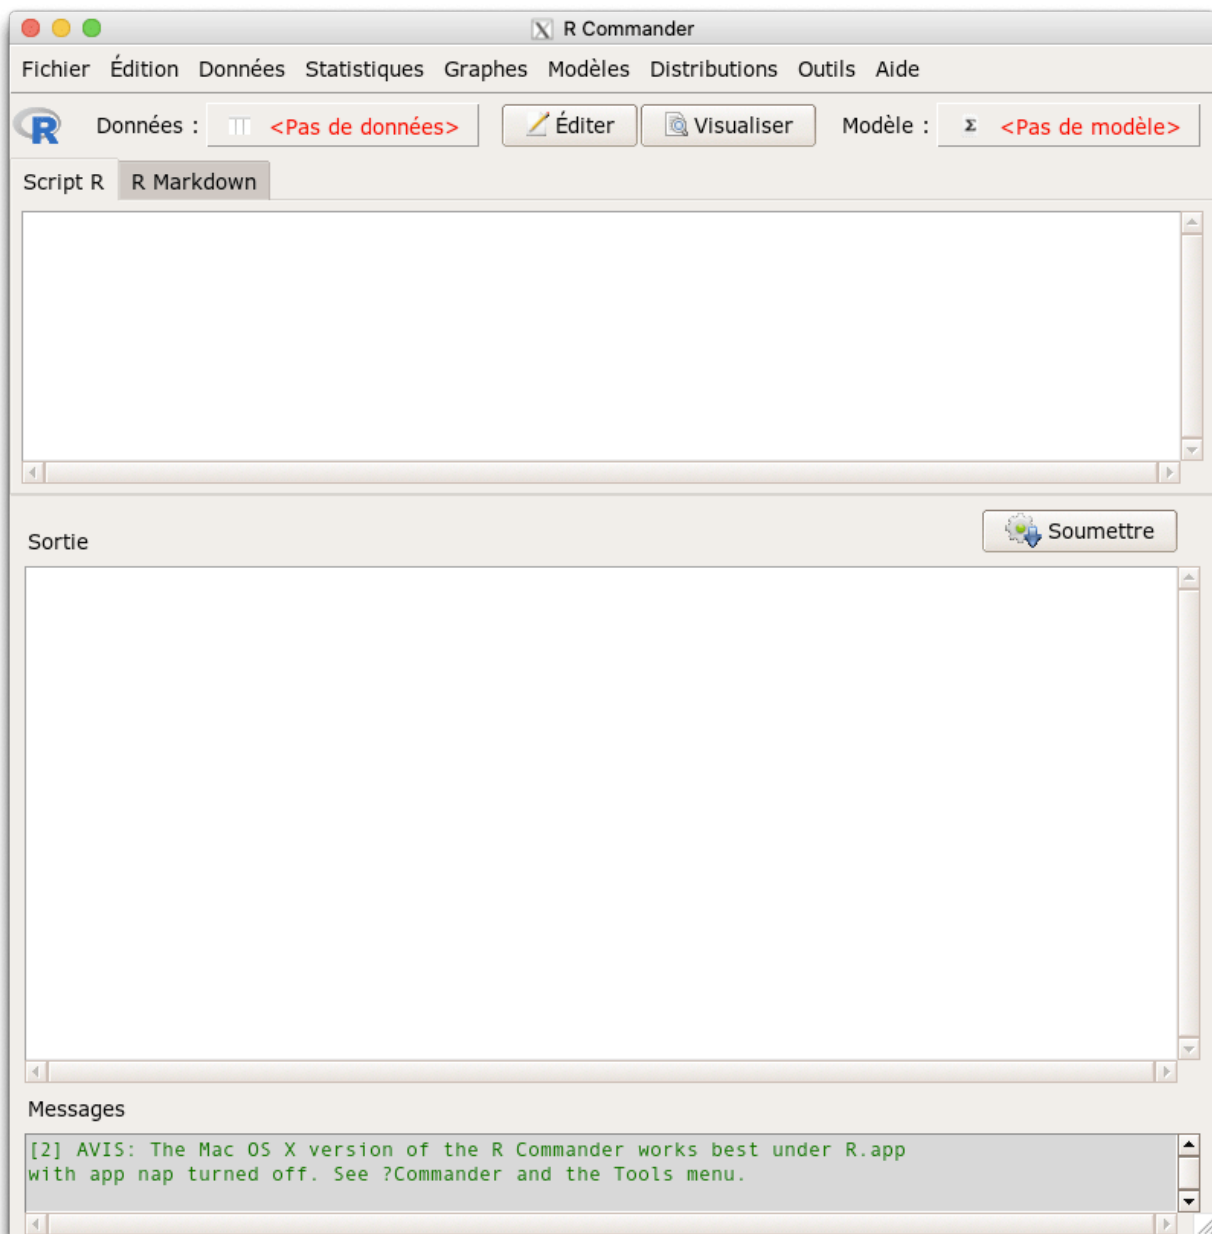 R Commander
Fichier Édition Données Statistiques Graphes Modèles Distributions Outils Aide
R Données : <Pas de données> Éditer Visualiser Modèle : Σ <Pas de modèle>
Script R R Markdown
Soumettre
Sortie
Messages
[2] AVIS: The Mac OS X version of the R Commander works best under R.app
with app nap turned off. See ?Commander and the Tools menu.